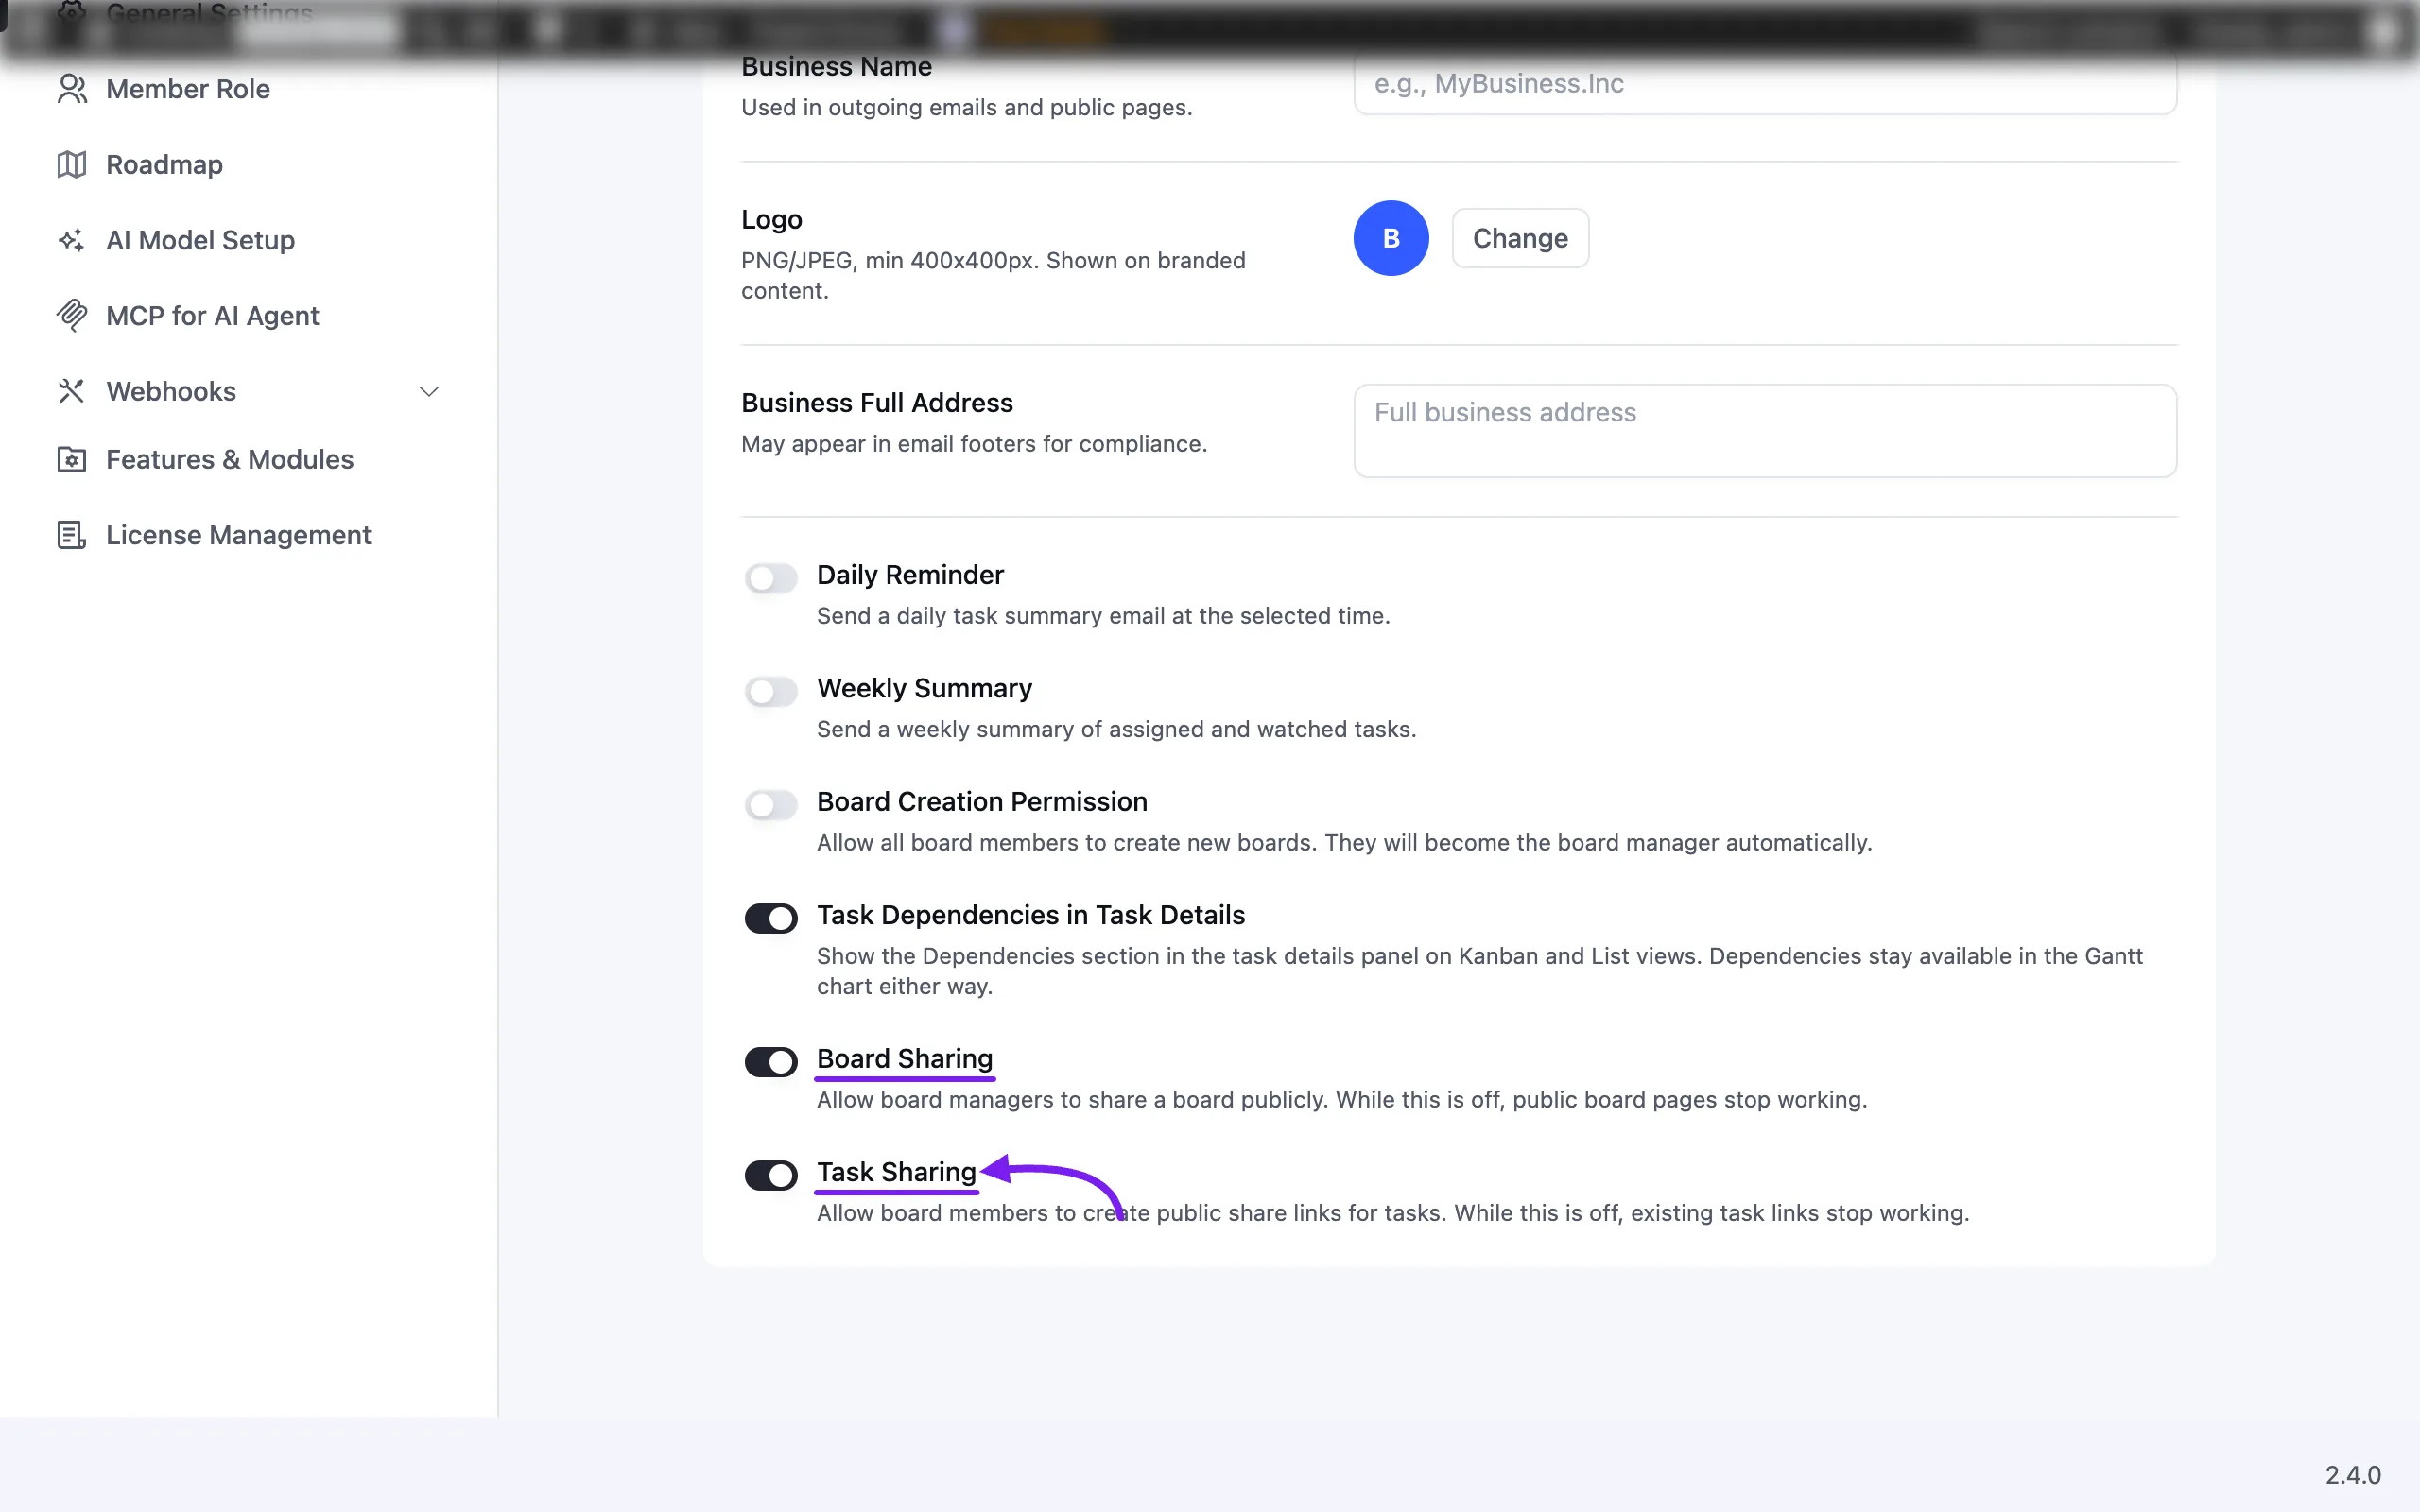 General Settings
Member Role
Roadmap
AI Model Setup
MCP for AI Agent
Webhooks
Features & Modules
License Management
Business Name
Used in outgoing emails and public pages.
e.g., MyBusiness.Inc
Logo
PNG/JPEG, min 400x400px. Shown on branded
content.
B
Change
Business Full Address
May appear in email footers for compliance.
Full business address
Daily Reminder
Send a daily task summary email at the selected time.
Weekly Summary
Send a weekly summary of assigned and watched tasks.
Board Creation Permission
Allow all board members to create new boards. They will become the board manager automatically.
Task Dependencies in Task Details
Show the Dependencies section in the task details panel on Kanban and List views. Dependencies stay available in the Gantt
chart either way.
Board Sharing
Allow board managers to share a board publicly. While this is off, public board pages stop working.
Task Sharing
Allow board members to create public share links for tasks. While this is off, existing task links stop working.
2.4.0